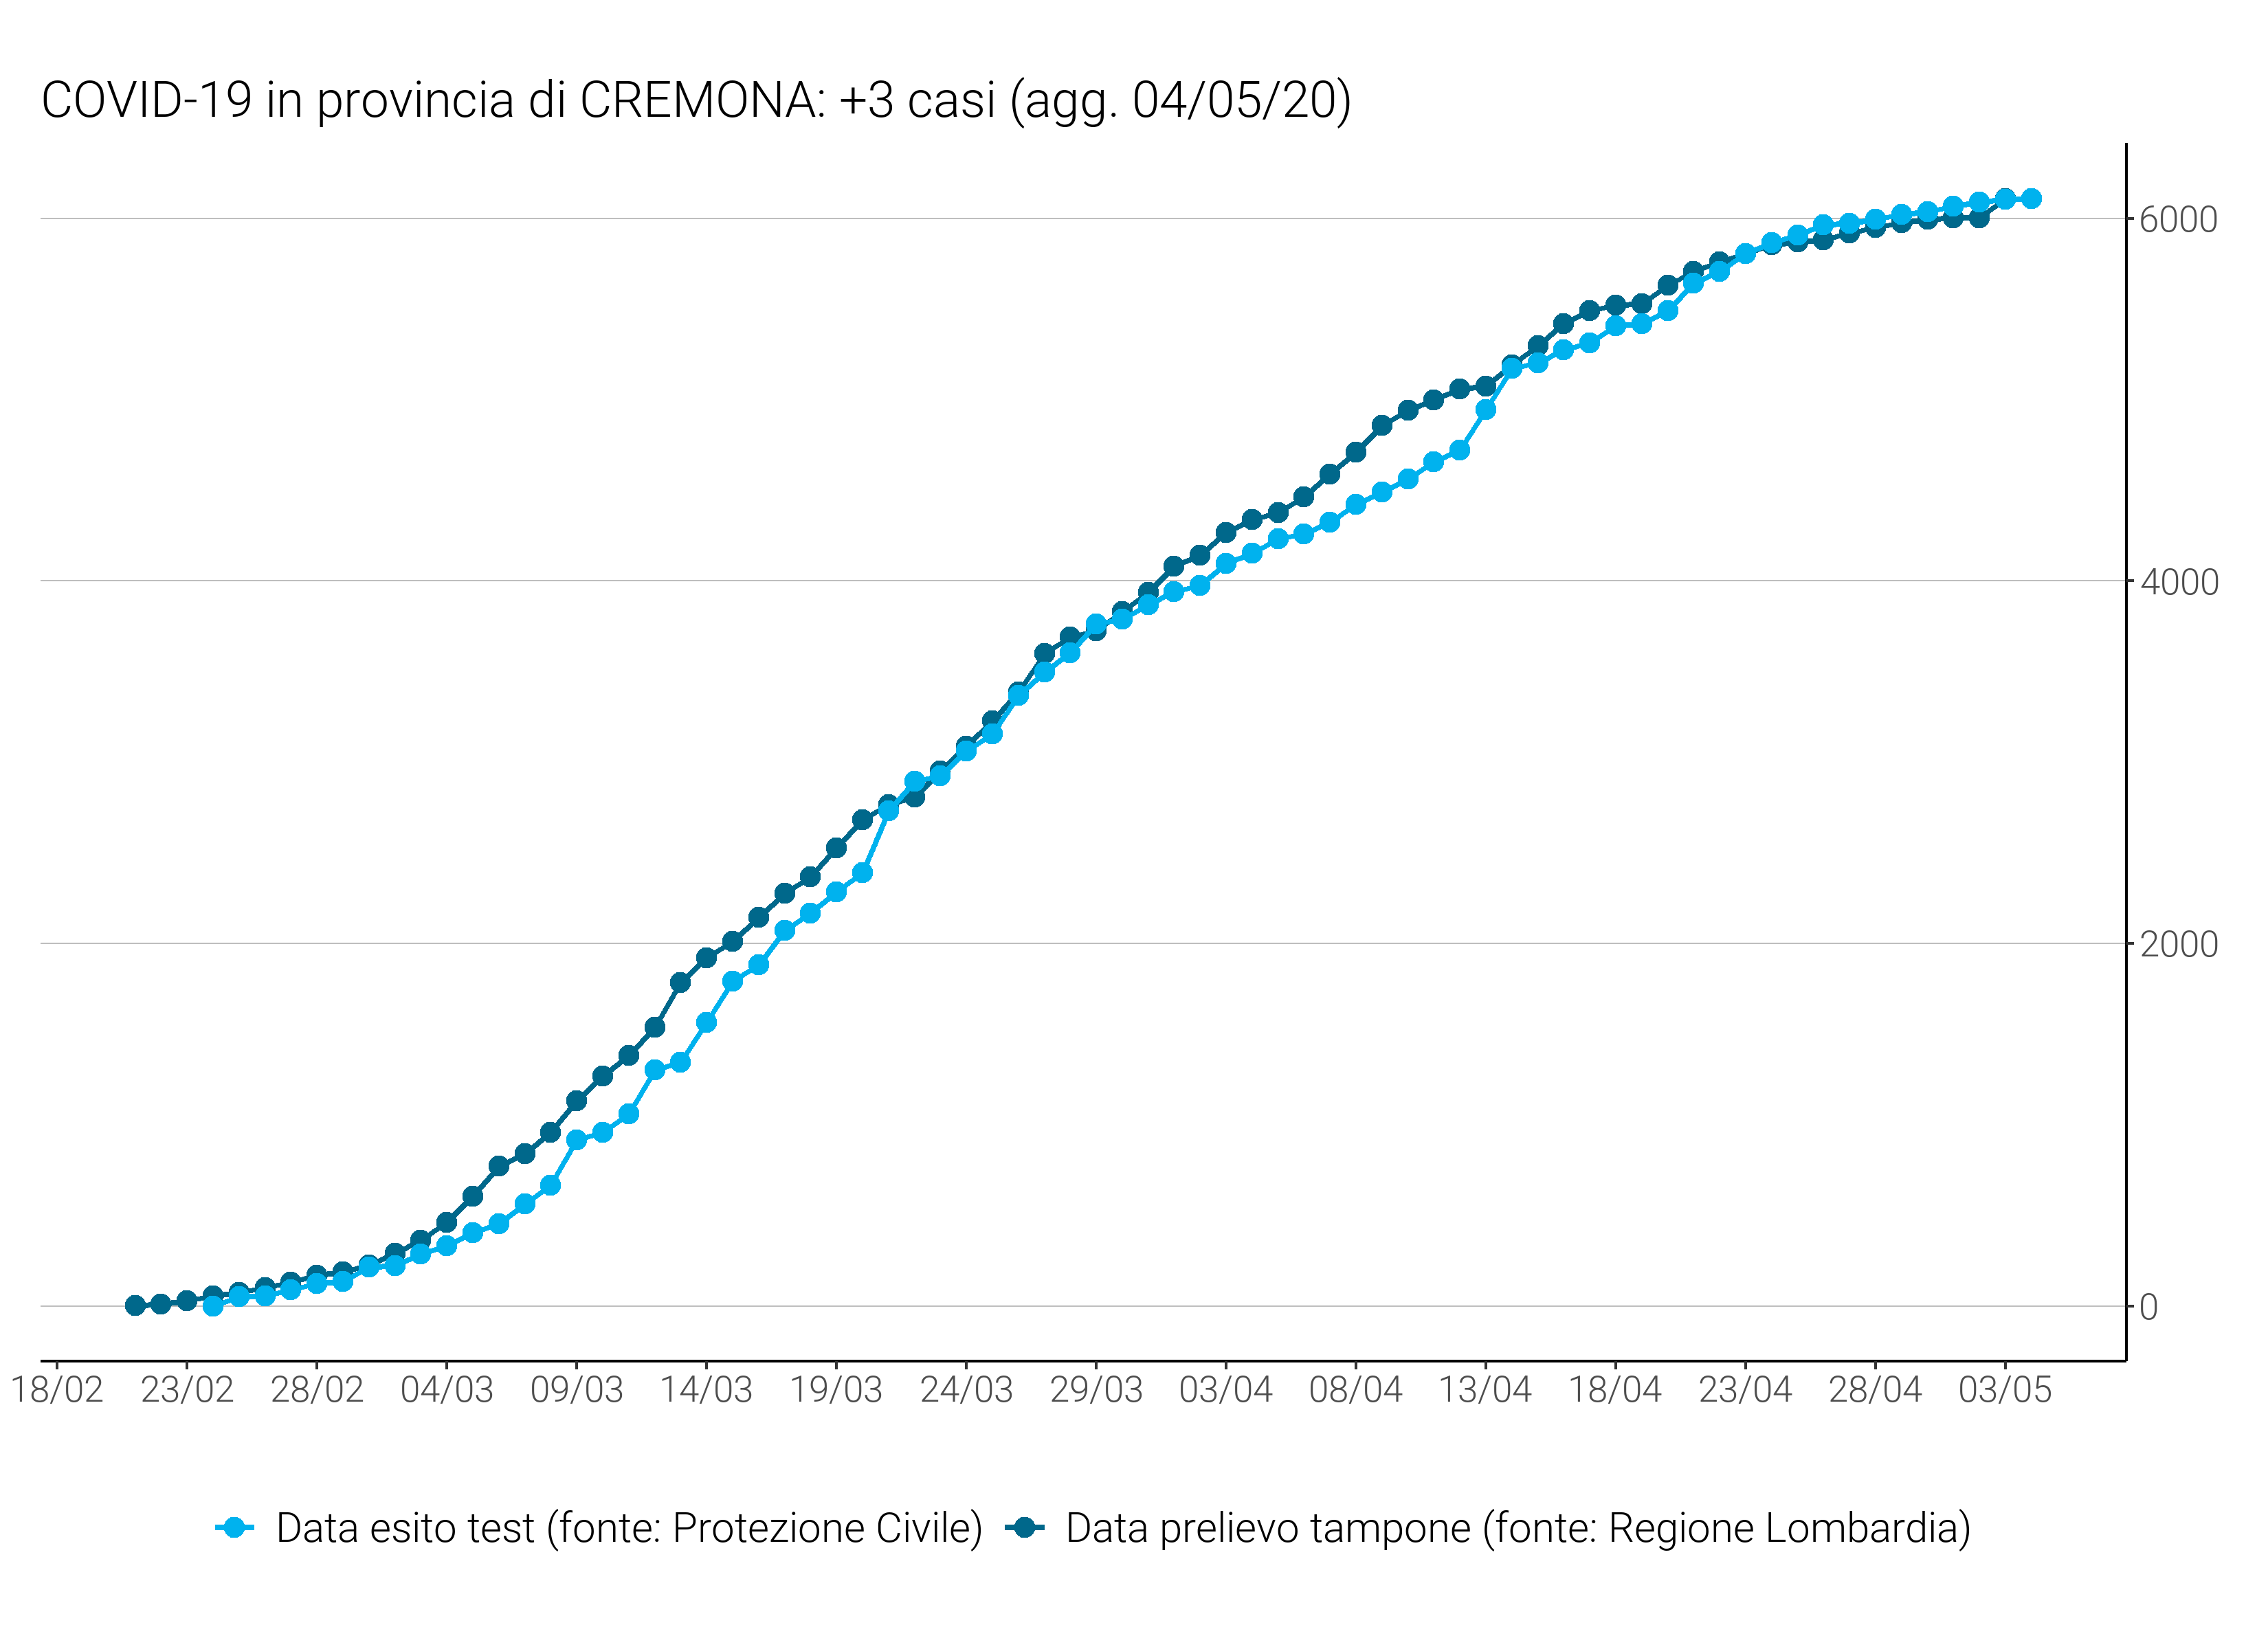 COVID-19 in provincia di CREMONA: +3 casi (agg. 04/05/20)
6000
4000
2000
0
18/02 23/02 28/02 04/03 09/03 14/03 19/03 24/03 29/03 03/04 08/04 13/04 18/04 23/04 28/04 03/05
Data esito test (fonte: Protezione Civile) Data prelievo tampone (fonte: Regione Lombardia)